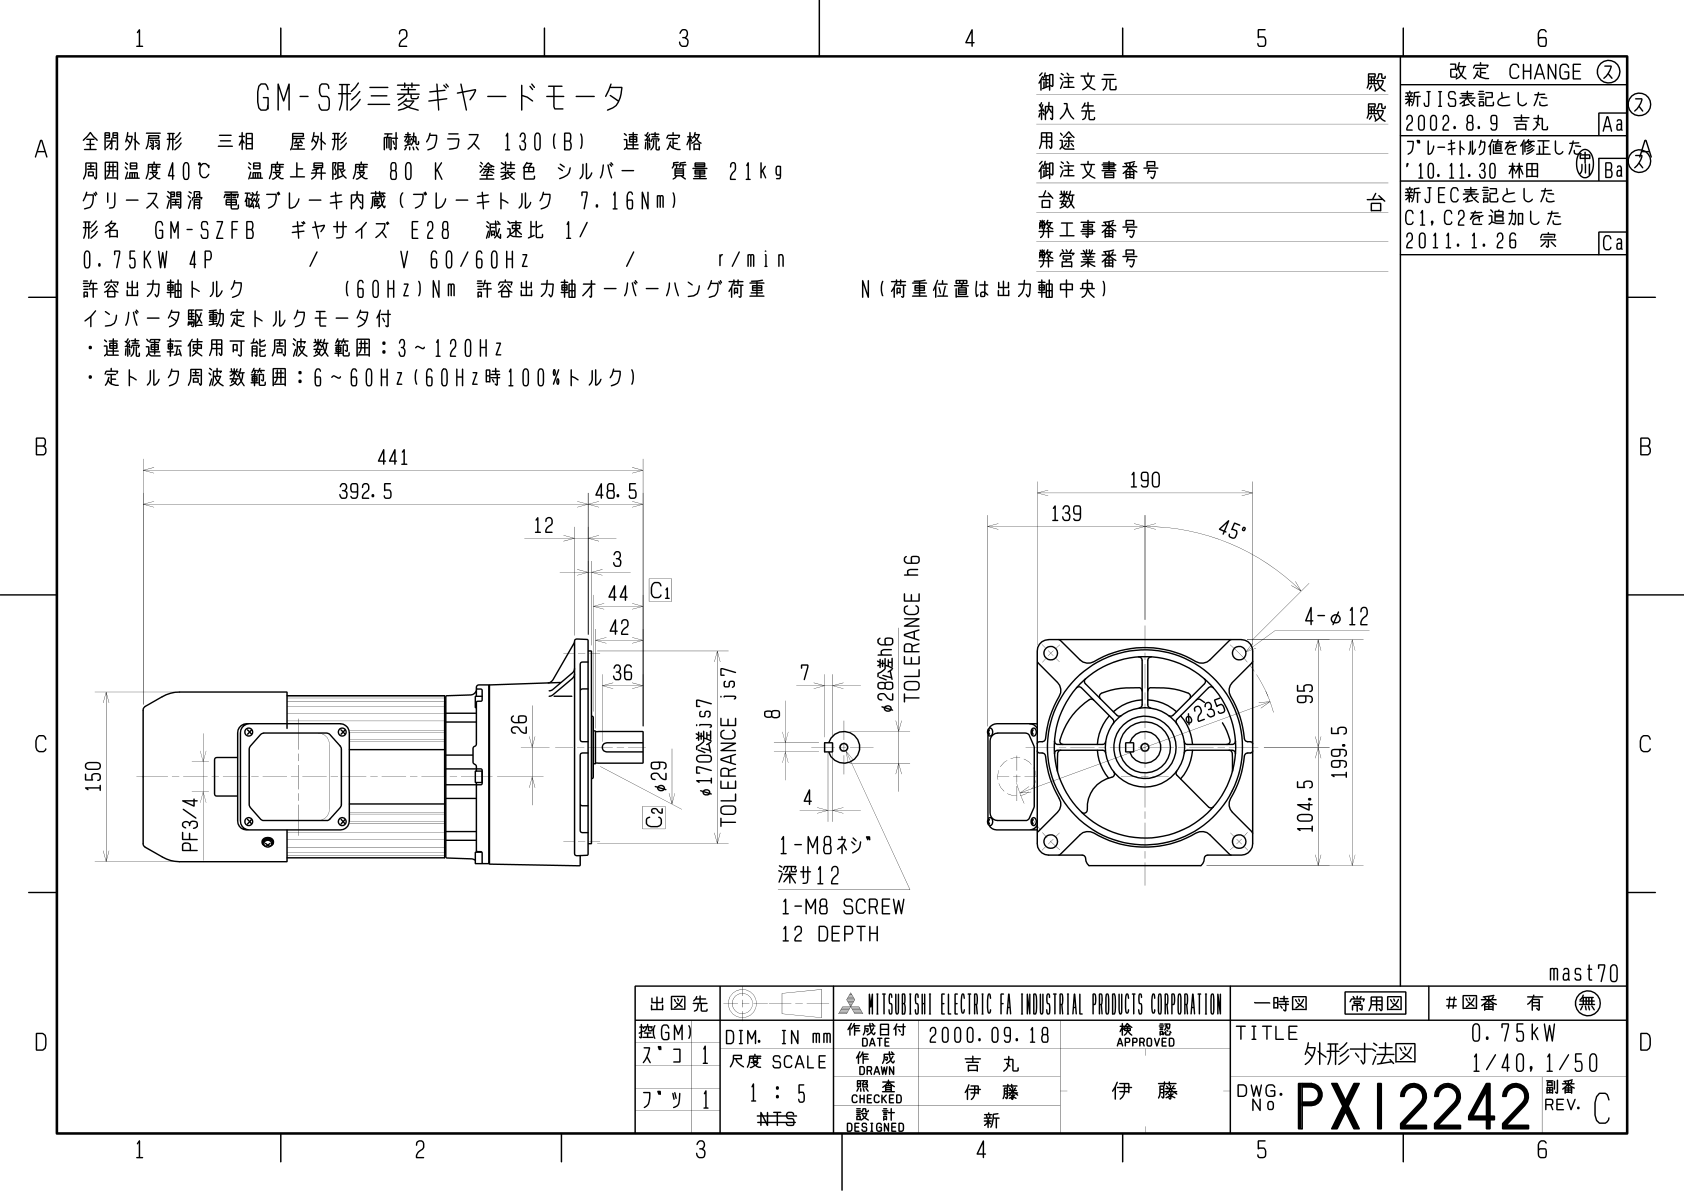 1 2 3 4 5 6
GM-S形三菱ギヤードモータ
全閉外扇形 三相 屋外形 耐熱クラス 130(B) 連続定格
周囲温度40℃ 温度上昇限度 80 K 塗装色 シルバー 質量 21kg
グリース潤滑 電磁ブレーキ内蔵(ブレーキトルク 7.16Nm)
形名 GM-SZFB ギヤサイズ E28 減速比 1/
0.75KW 4P / V 60/60Hz / r/min
許容出力軸トルク (60Hz)Nm 許容出力軸オーバーハング荷重 N(荷重位置は出力軸中央)
インバータ駆動定トルクモータ付
・連続運転使用可能周波数範囲:3~120Hz
・定トルク周波数範囲:6~60Hz(60Hz時100%トルク)
御注文元 殿
納入先 殿
用途
御注文書番号
台数 台
弊工事番号
弊営業番号
改定 CHANGE ス
新JIS表記とした
2002.8.9 吉丸 Aa
ス
ブレーキトルク値を修正した
'10.11.30 林田 Ba
ス
新JEC表記とした
C1,C2を追加した
2011.1.26 宗 Ca
A A
B B
C C
D D
441
392.5 48.5
12
3
44 C1
42
36
26
150
PF3/4
φ29
C2
φ170公差js7
TOLERANCE js7
7
8
4
φ28公差h6
TOLERANCE h6
1-M8ネジ
深サ12
1-M8 SCREW
12 DEPTH
190
139
45°
4-φ12
φ235
95
199.5
104.5
mast70
出図先
控(GM)
ズコ 1
ブツ 1
DIM. IN mm
尺度 SCALE
1 : 5
NTS
MITSUBISHI ELECTRIC FA INDUSTRIAL PRODUCTS CORPORATION
作成日付 DATE 2000.09.18
作成 DRAWN 吉丸
照査 CHECKED 伊藤
設計 DESIGNED 新
検認 APPROVED
伊藤
一時図 常用図 #図番 有 無
TITLE 外形寸法図
0.75kW
1/40,1/50
DWG. No PX12242
副番 REV. C
1 2 3 4 5 6